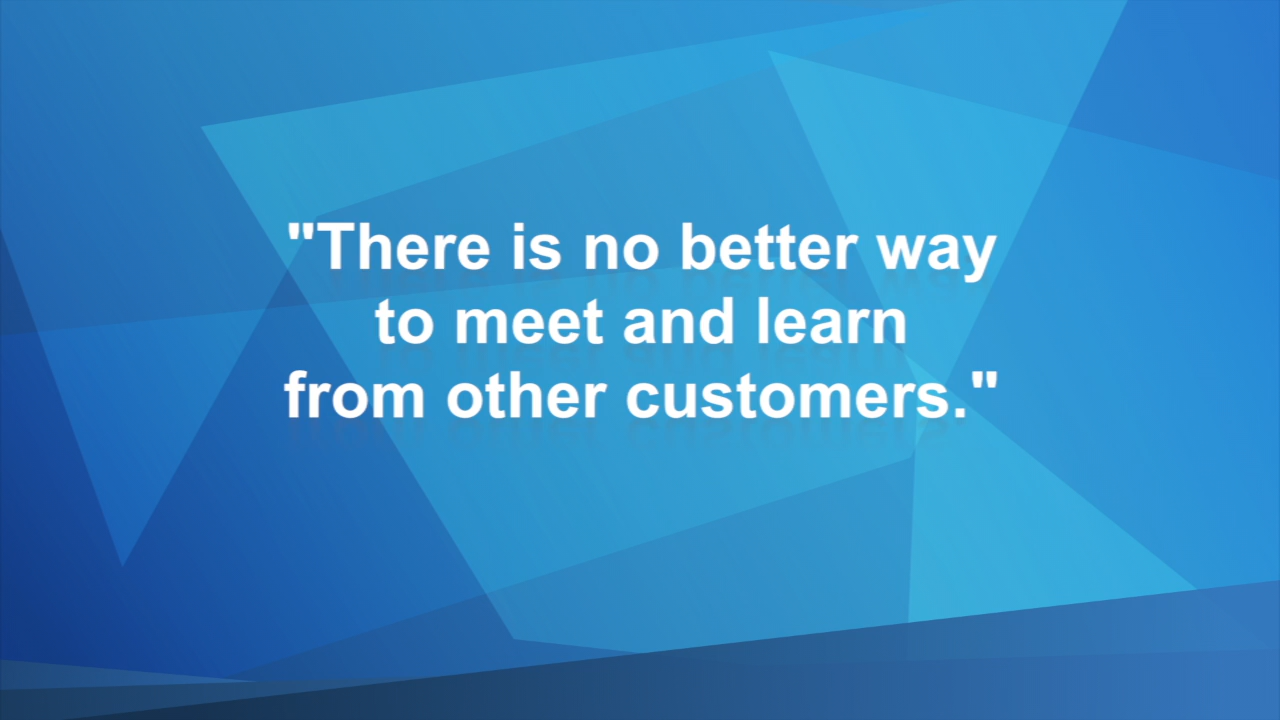 "There is no better way
to meet and learn
from other customers."